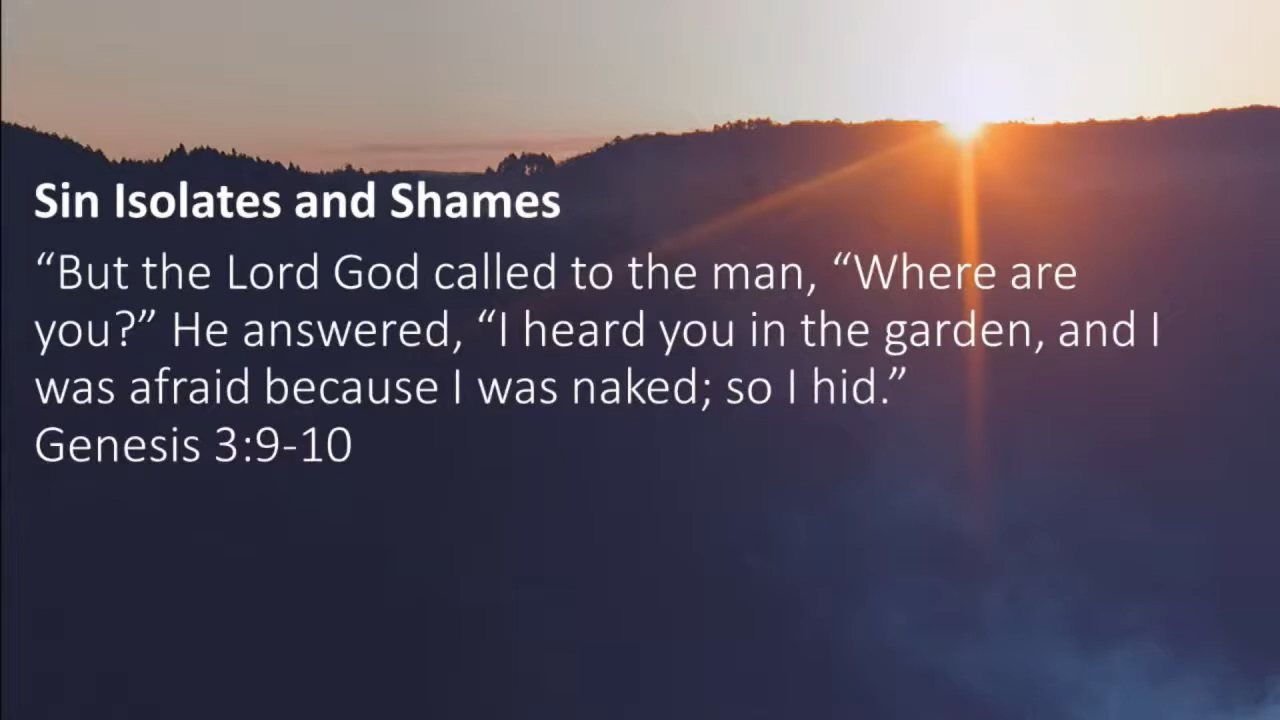 Sin Isolates and Shames
“But the Lord God called to the man, “Where are
you?” He answered, “I heard you in the garden, and I
was afraid because I was naked; so I hid.”
Genesis 3:9-10